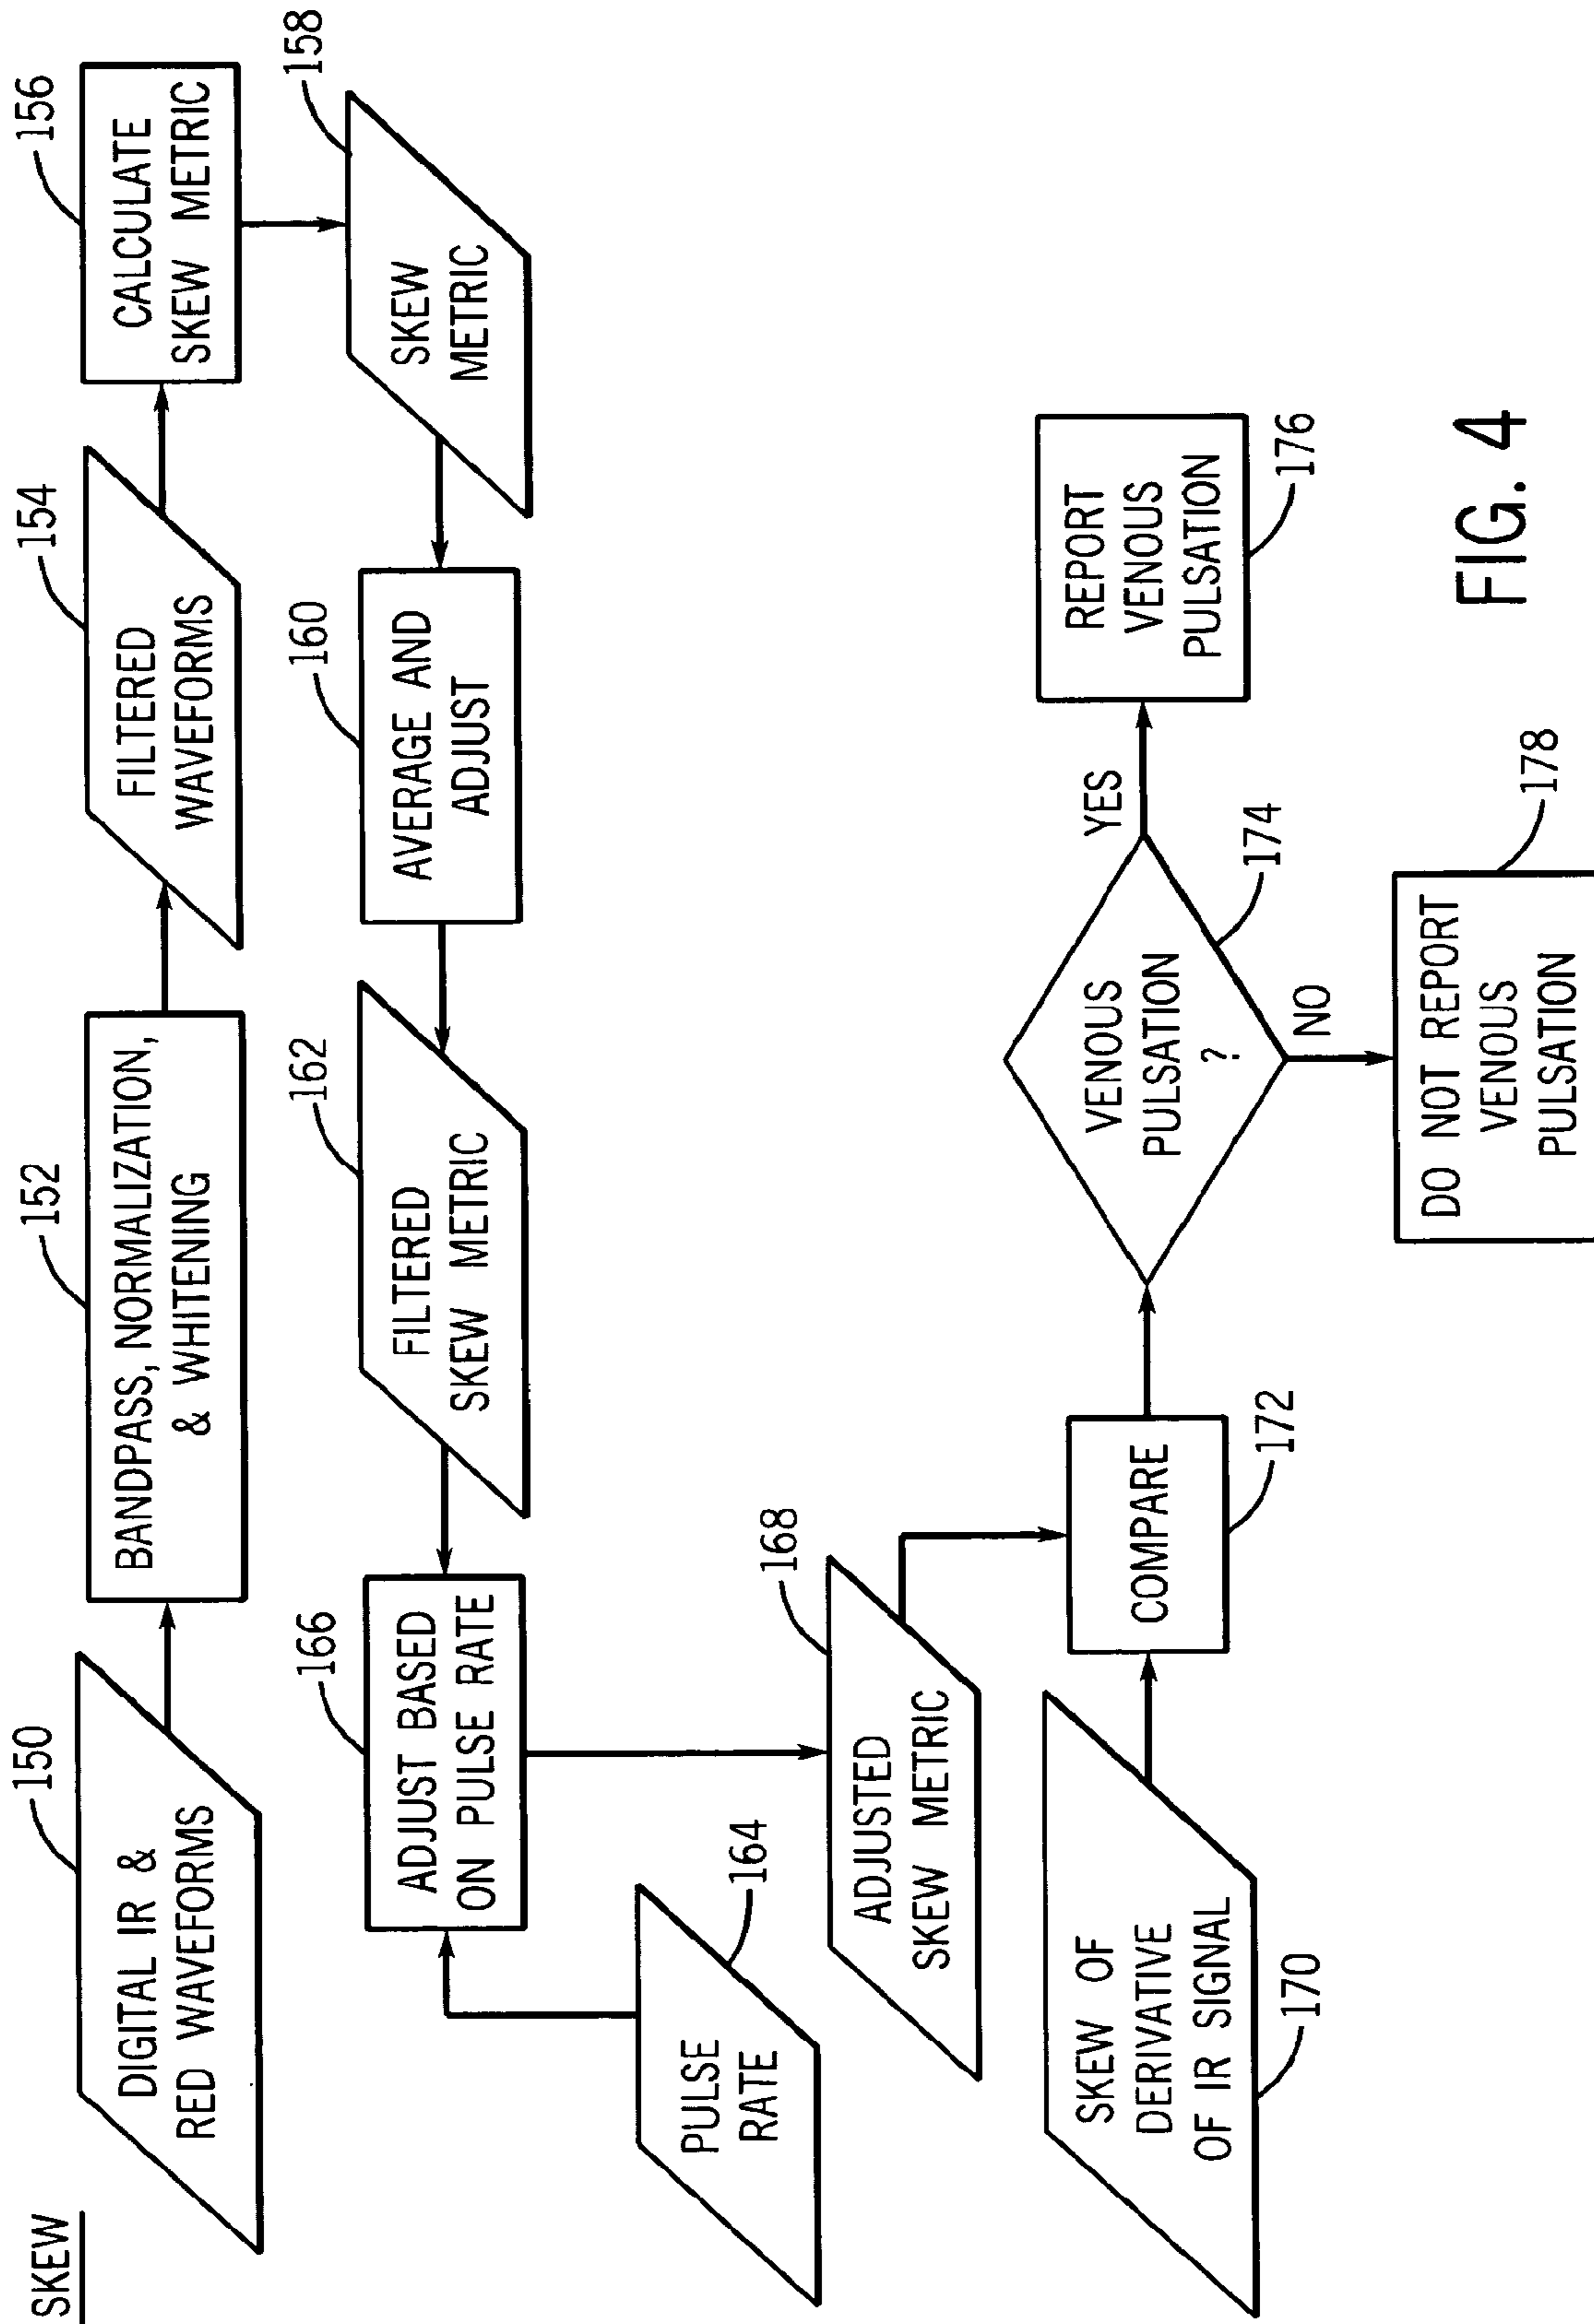 SKEW
150
DIGITAL IR &
RED WAVEFORMS
152
BANDPASS, NORMALIZATION,
& WHITENING
154
FILTERED
WAVEFORMS
156
CALCULATE
SKEW METRIC
158
SKEW
METRIC
160
AVERAGE AND
ADJUST
162
FILTERED
SKEW METRIC
166
ADJUST BASED
ON PULSE RATE
164
PULSE
RATE
168
ADJUSTED
SKEW METRIC
SKEW OF
DERIVATIVE
OF IR SIGNAL
170
COMPARE
172
VENOUS
PULSATION
?
174
YES
REPORT
VENOUS
PULSATION
176
NO
DO NOT REPORT
VENOUS
PULSATION
178
FIG. 4